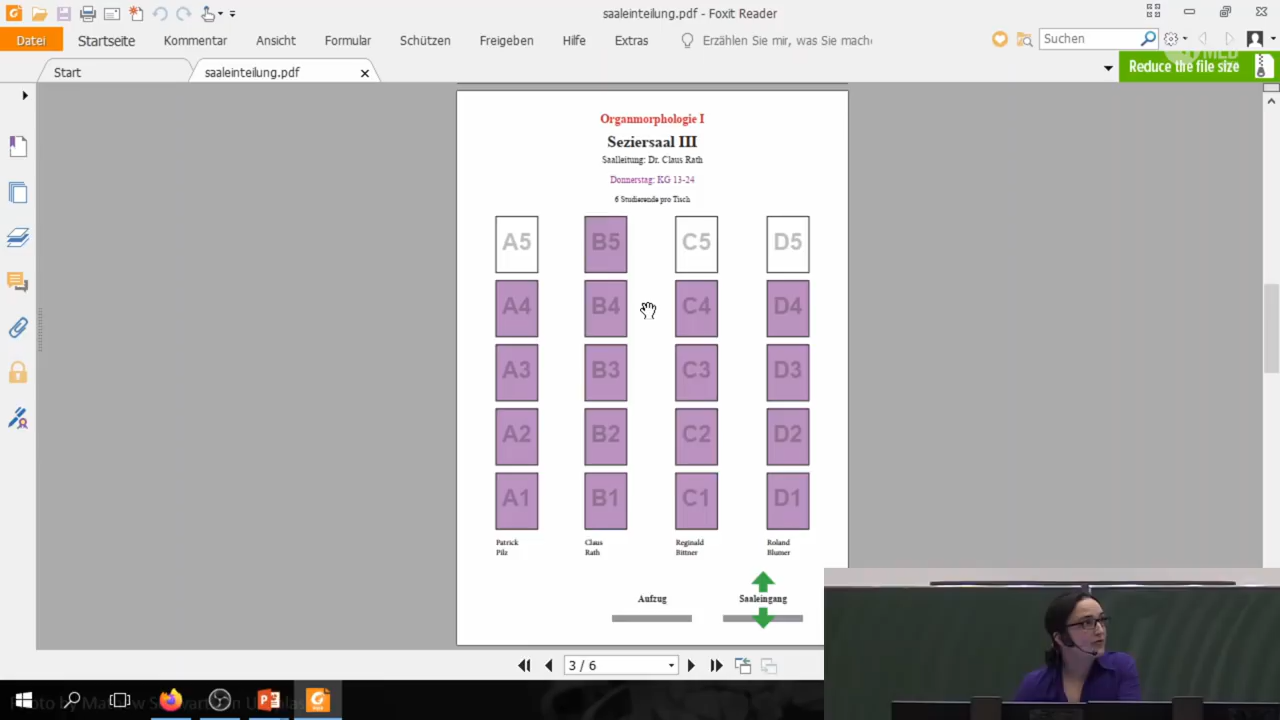 saaleinteilung.pdf - Foxit Reader
Datei Startseite Kommentar Ansicht Formular Schützen Freigeben Hilfe Extras Erzählen Sie mir, was Sie mach Suchen
Start saaleinteilung.pdf Reduce the file size
Organmorphologie I
Seziersaal III
Saalleitung: Dr. Claus Rath
Donnerstag: KG 13-24
6 Studierende pro Tisch
A5 B5 C5 D5
A4 B4 C4 D4
A3 B3 C3 D3
A2 B2 C2 D2
A1 B1 C1 D1
Patrick Claus Reginald Roland
Pilz Rath Bittner Blumer
Aufzug Saaleingang
3 / 6